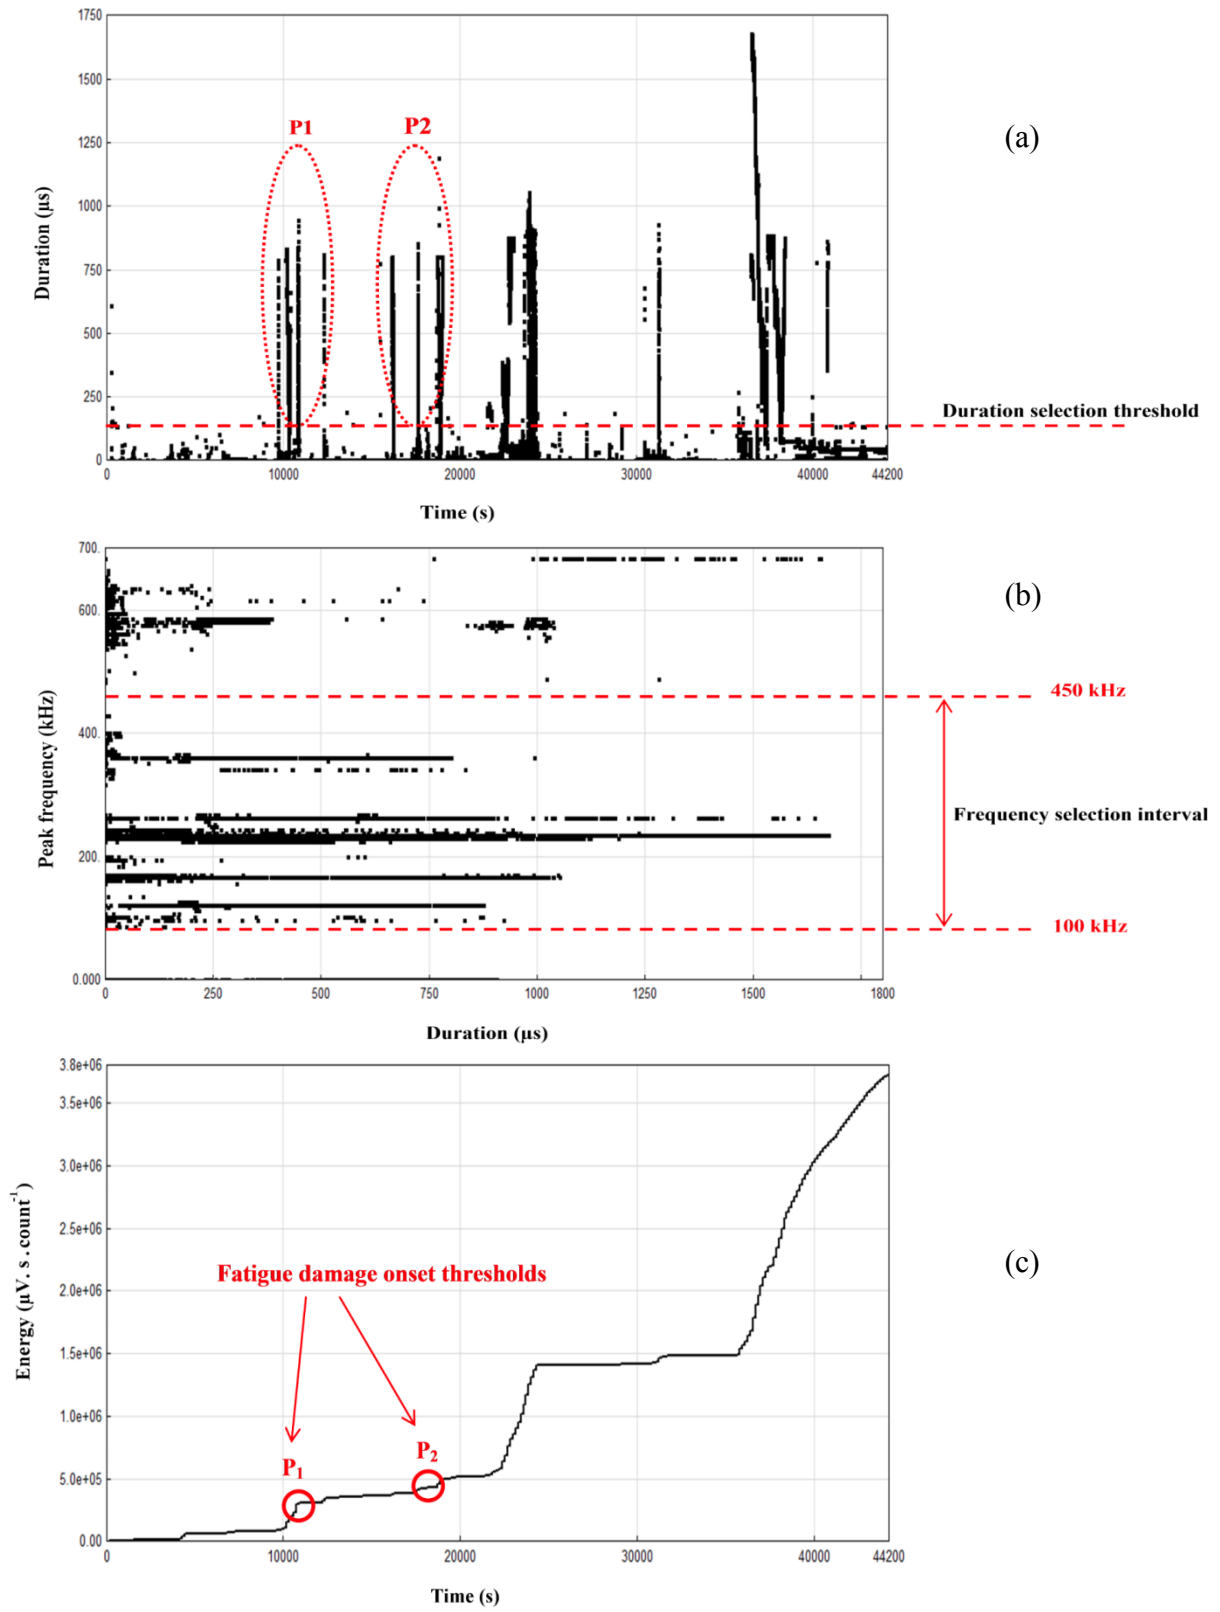 1750
1500
1250
1000
750
500
250
0
P1
P2
(a)
Duration (µs)
Duration selection threshold
0
10000
20000
30000
40000
44200
Time (s)
700.
600.
400.
200.
0.000
(b)
Peak frequency (kHz)
450 kHz
Frequency selection interval
100 kHz
0
250
500
750
1000
1250
1500
1800
Duration (µs)
3.8e+06
3.5e+06
3.0e+06
2.5e+06
2.0e+06
1.5e+06
1.0e+06
5.0e+05
0.00
(c)
Energy (µV. s . count⁻¹)
Fatigue damage onset thresholds
P₁
P₂
0
10000
20000
30000
40000
44200
Time (s)